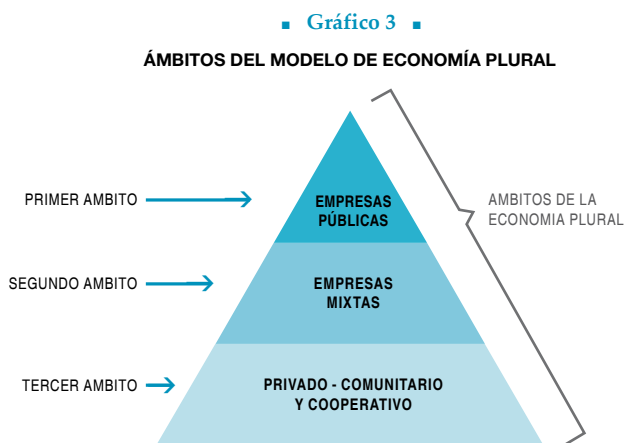 ▪ Gráfico 3 ▪
ÁMBITOS DEL MODELO DE ECONOMÍA PLURAL
PRIMER AMBITO
EMPRESAS
PÚBLICAS
AMBITOS DE LA
ECONOMIA PLURAL
SEGUNDO AMBITO
EMPRESAS
MIXTAS
TERCER AMBITO
PRIVADO - COMUNITARIO
Y COOPERATIVO